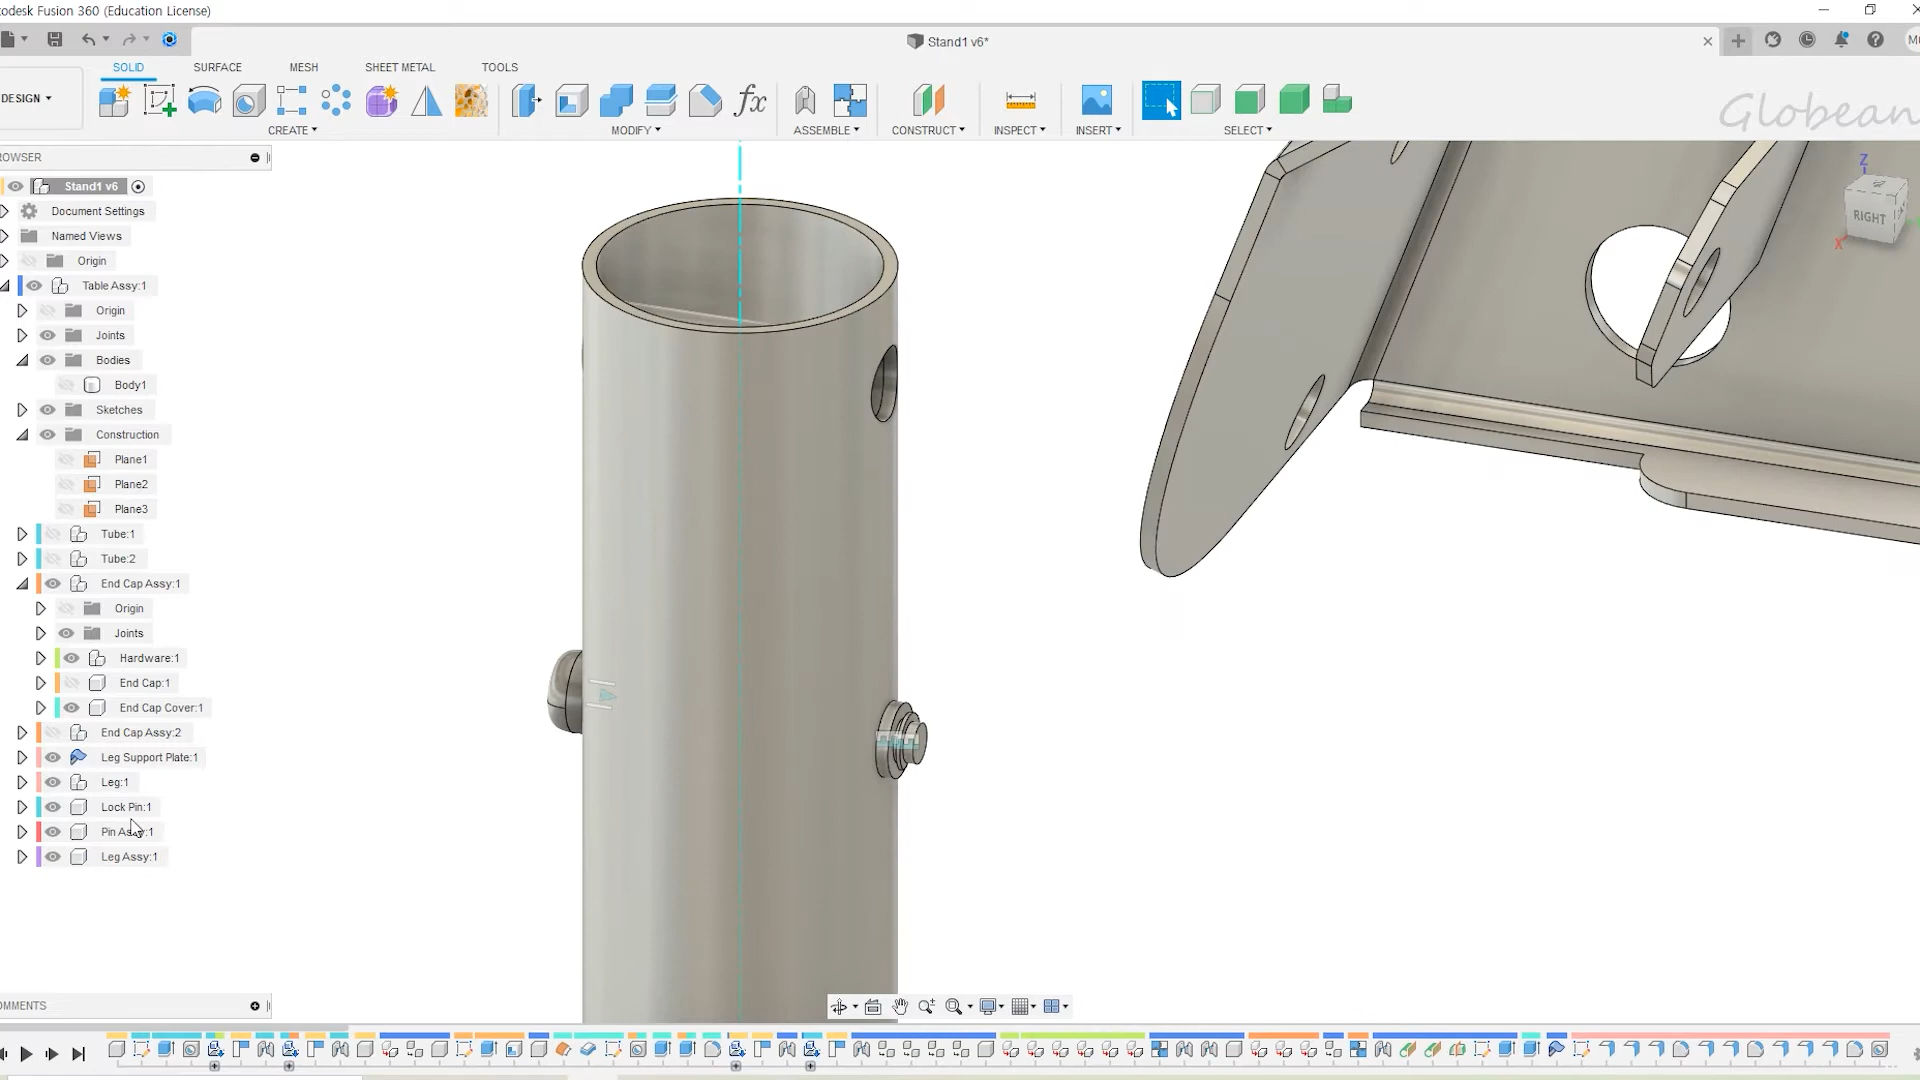 todesk Fusion 360 (Education License)
Stand1 v6*
SOLID SURFACE MESH SHEET METAL TOOLS
DESIGN
fx
CREATE MODIFY ASSEMBLE CONSTRUCT INSPECT INSERT SELECT
Globean
ROWSER
Stand1 v6
Document Settings
Named Views
Origin
Table Assy:1
Origin
Joints
Bodies
Body1
Sketches
Construction
Plane1
Plane2
Plane3
Tube:1
Tube:2
End Cap Assy:1
Origin
Joints
Hardware:1
End Cap:1
End Cap Cover:1
End Cap Assy:2
Leg Support Plate:1
Leg:1
Lock Pin:1
Pin Assy:1
Leg Assy:1
Z
RIGHT
X
OMMENTS